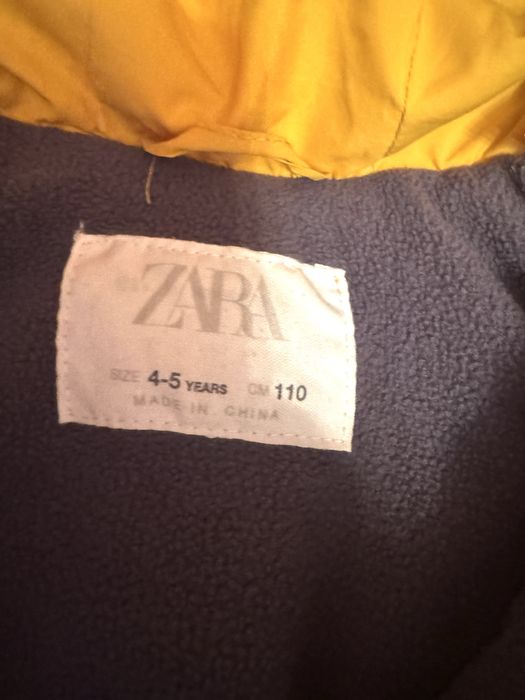 ZARA
SIZE 4-5 YEARS CM 110
MADE IN CHINA